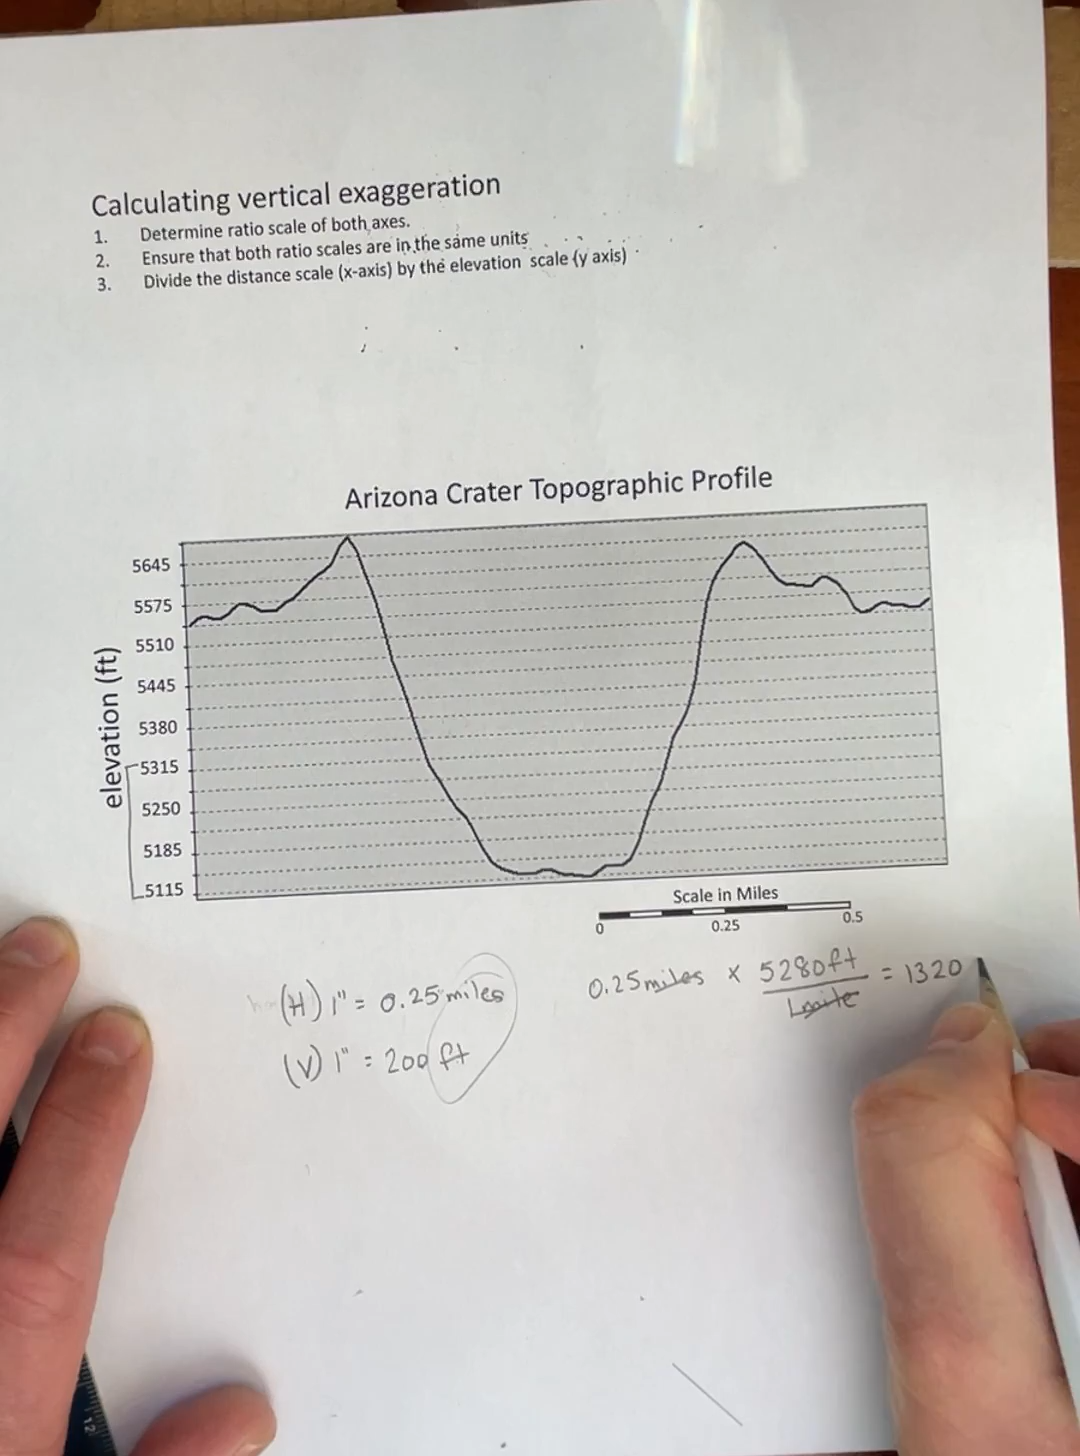 Calculating vertical exaggeration
1. Determine ratio scale of both axes.
2. Ensure that both ratio scales are in the same units
3. Divide the distance scale (x-axis) by the elevation scale (y axis)
Arizona Crater Topographic Profile
elevation (ft)
5645
5575
5510
5445
5380
5315
5250
5185
5115
Scale in Miles
0 0.25 0.5
(H) 1" = 0.25 miles
(V) 1" = 200 ft
0.25 miles × 5280 ft = 1320
1 mile
12